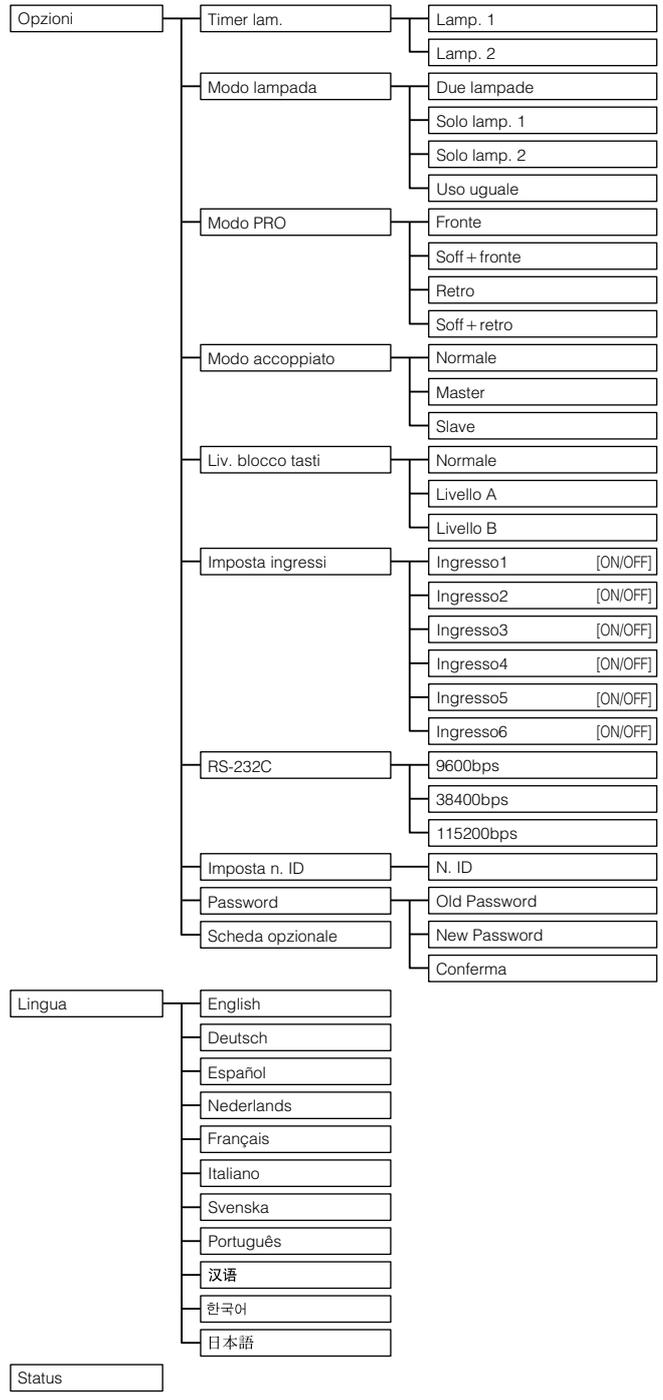 Opzioni
Timer lam.
Lamp. 1
Lamp. 2
Modo lampada
Due lampade
Solo lamp. 1
Solo lamp. 2
Uso uguale
Modo PRO
Fronte
Soff+fronte
Retro
Soff+retro
Modo accoppiato
Normale
Master
Slave
Liv. blocco tasti
Normale
Livello A
Livello B
Imposta ingressi
Ingresso1 [ON/OFF]
Ingresso2 [ON/OFF]
Ingresso3 [ON/OFF]
Ingresso4 [ON/OFF]
Ingresso5 [ON/OFF]
Ingresso6 [ON/OFF]
RS-232C
9600bps
38400bps
115200bps
Imposta n. ID
N. ID
Password
Old Password
New Password
Conferma
Scheda opzionale
Lingua
English
Deutsch
Español
Nederlands
Français
Italiano
Svenska
Português
汉语
한국어
日本語
Status